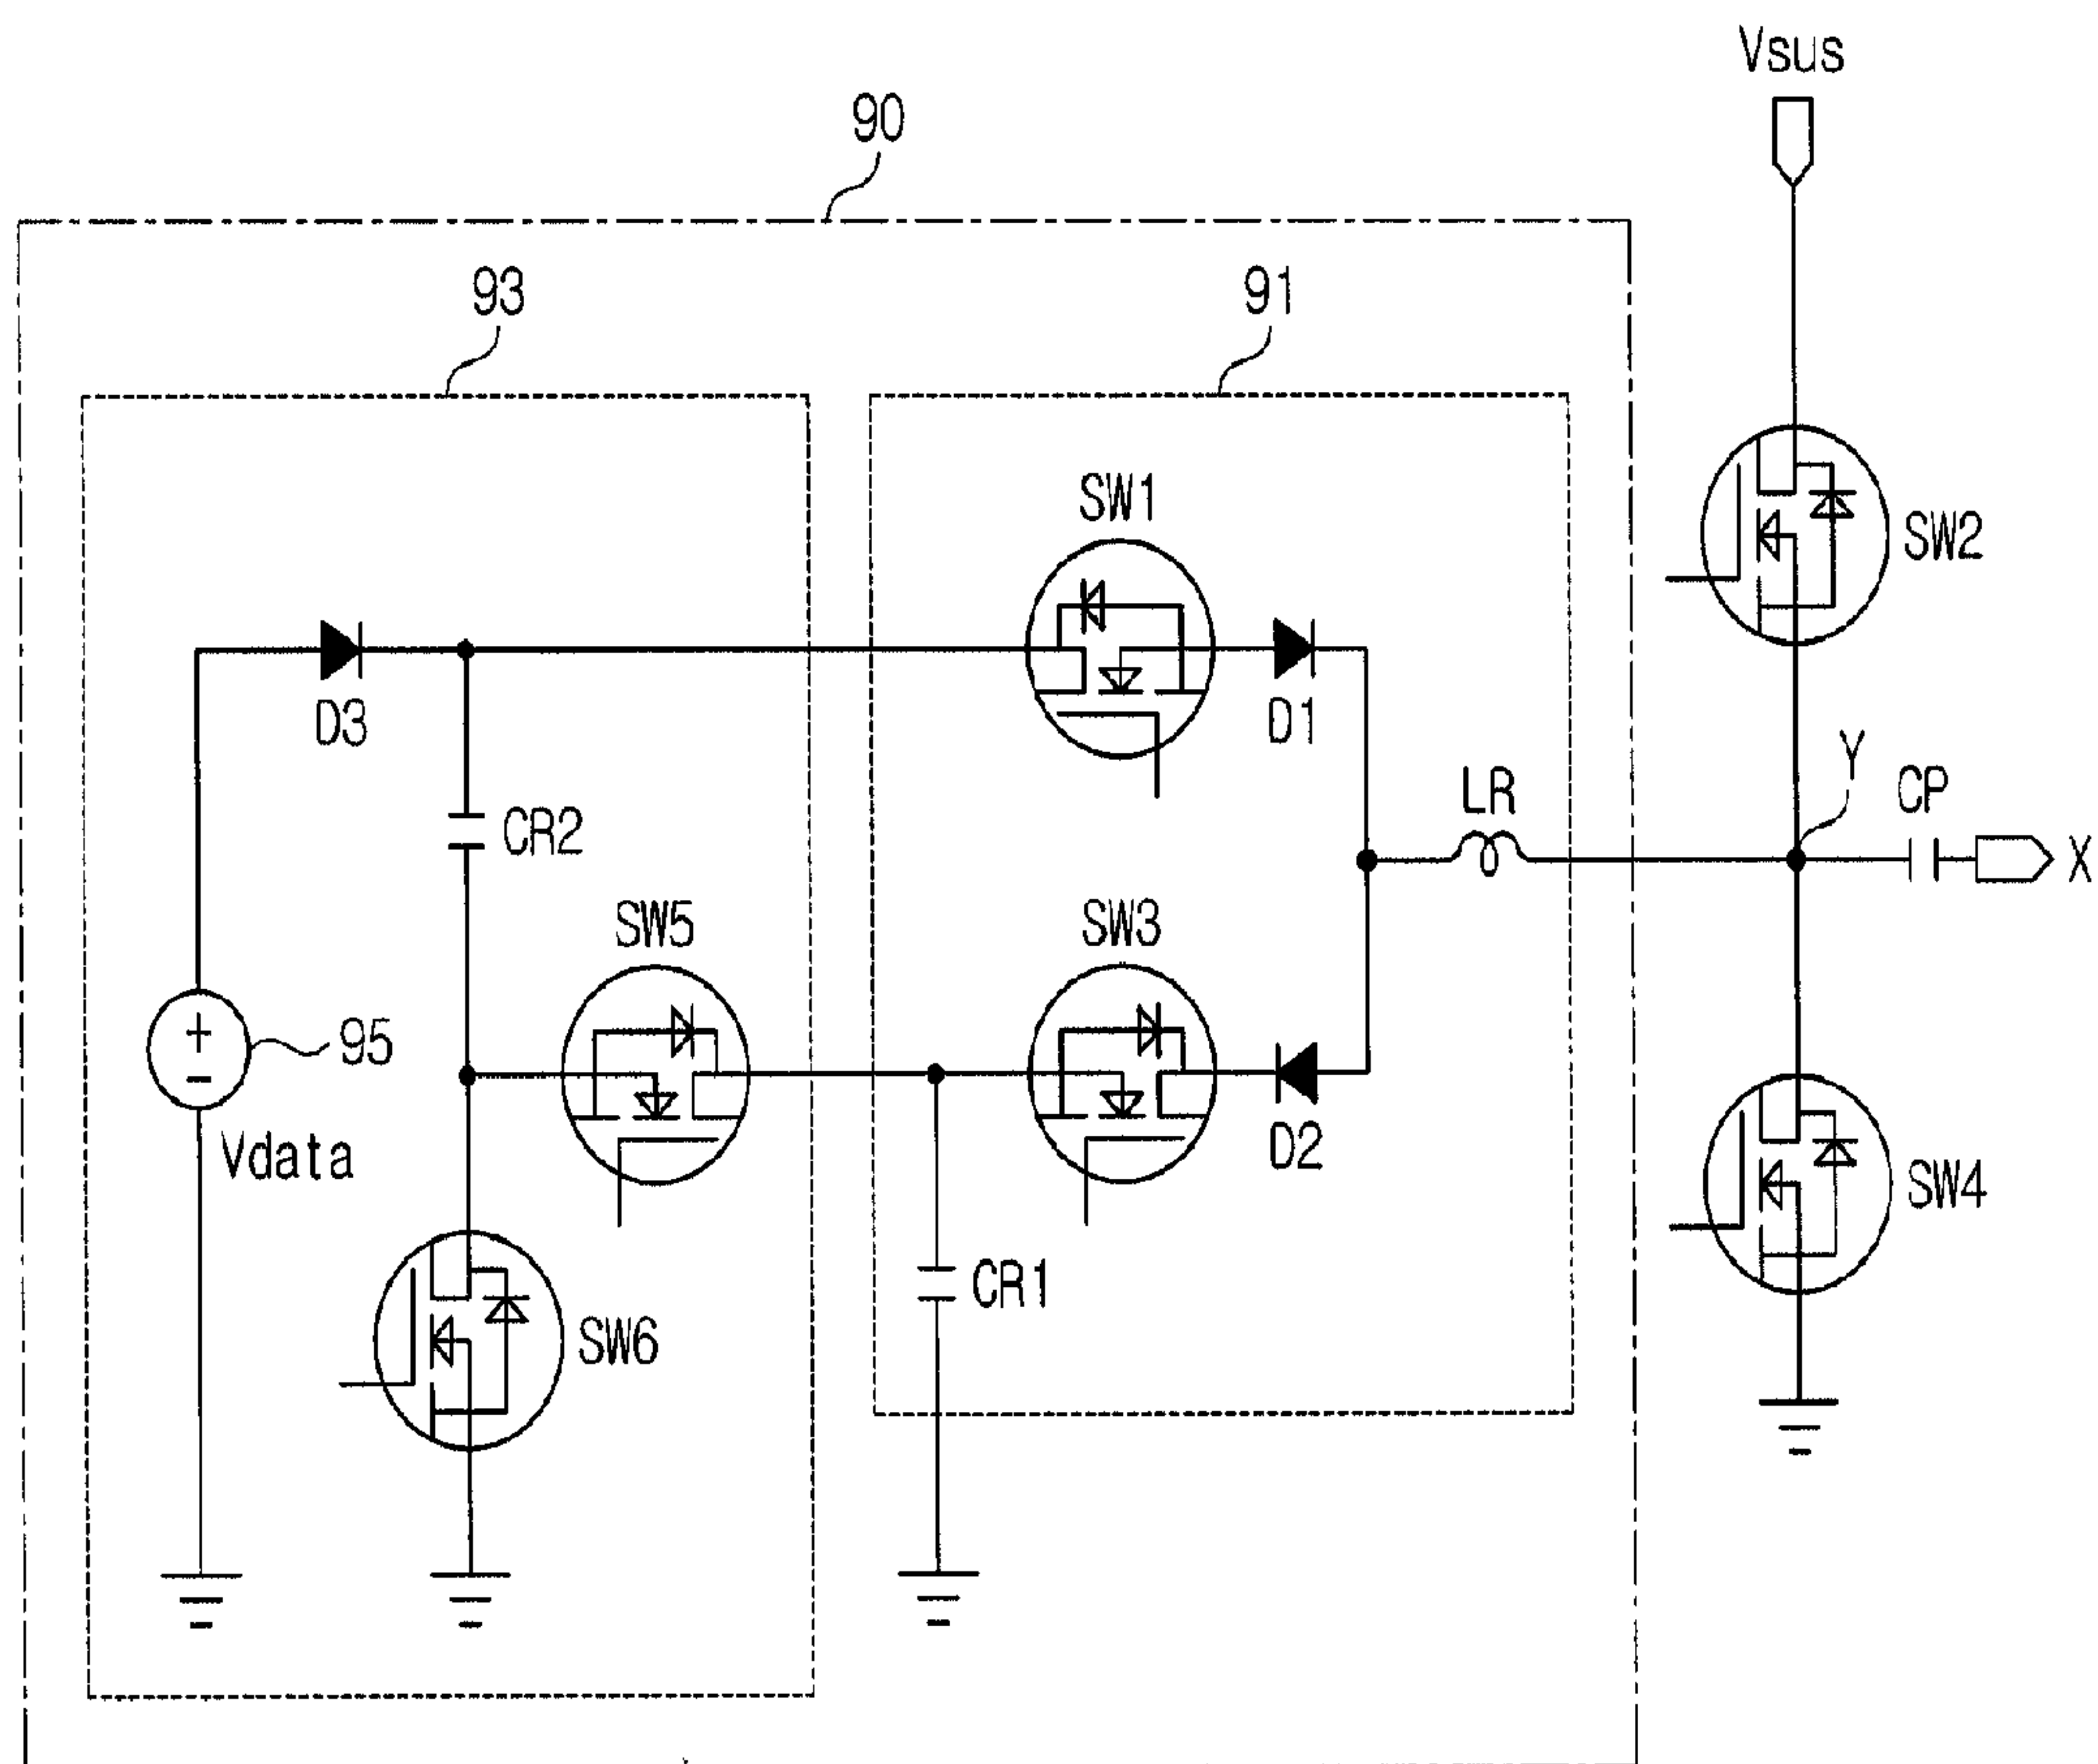 Vsus
90
93
91
SW1
SW2
D3
D1
Y
CP
LR
CR2
X
SW5
SW3
+
-
95
Vdata
D2
SW4
CR1
SW6